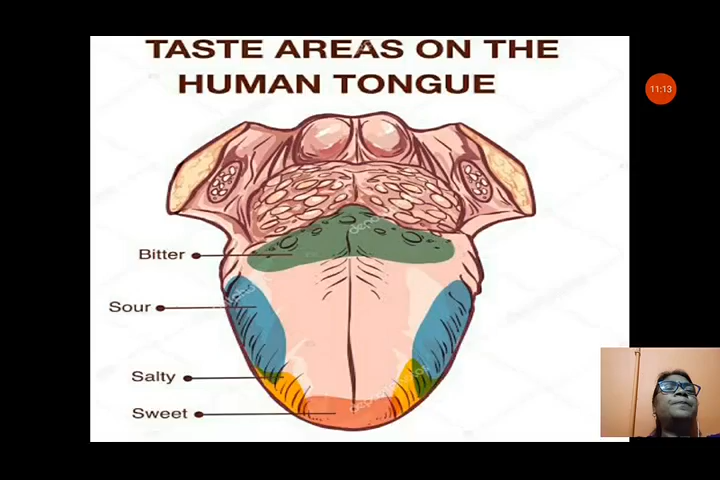 TASTE AREAS ON THE
HUMAN TONGUE
11:13
Bitter
Sour
Salty
Sweet